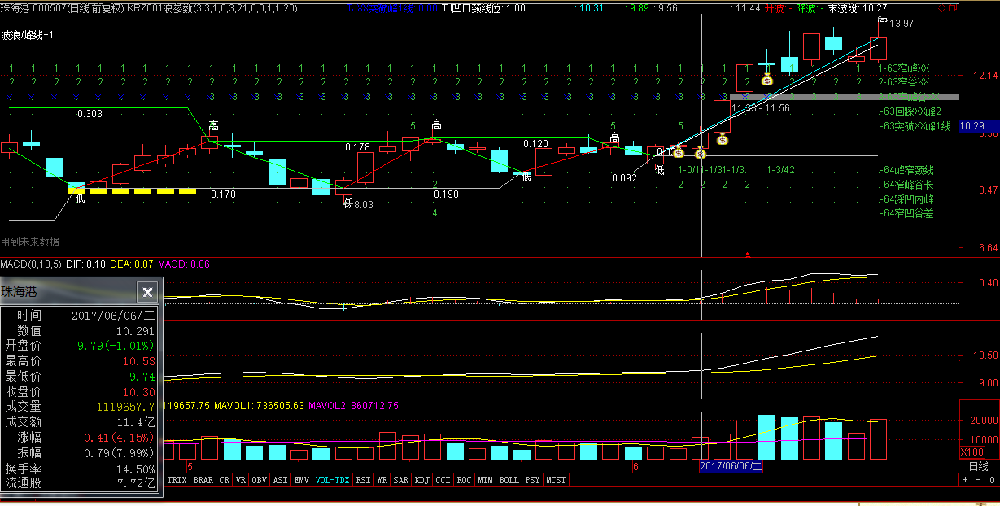 珠海港 000507(日线.前复权) KRZ001浪参数(3,3,1,0,3,21,0,0,1,1,20) TJXX突破峰1线: 0.00 TJ凹口颈线位: 1.00 : 10.31 : 9.89 : 9.56 : 11.44 升波: - 降波: - 末波段: 10.27
波浪/峰线+1
13.97
1 1 1 1 1 1 1 1 1 1 1 1 1 1 1 1 1 1 1 1 1 1 1 1 1 1 1 1 1 1 1 1 1 1 1 1 1 1 1 1-63窄峰XX
12.14
2 2 2 2 2 2 2 2 2 2 2 2 2 2 2 2 2 2 2 2 2 2 2 2 2 2 2 2 2 2 2 2 2 2 2 2 2 2 2 2-63窄谷XX
3 3 3 3 3 3 3 3 3 3 3 3 3 3 3 3 3 3 3 3 3 3 3 3
11.33 - 11.56
0.303
-63回踩XX峰2
高 5 高 5 高 5 -63突破XX峰1线
10.29
0.178 0.120
低 低 0.092 低
1-0/11-1/31-1/3. 1-3/42 .-64峰窄颈线
2 2 2 2 2 .-64窄峰谷长
8.47
低 0.178 0.190 .-64踩凹内峰
低 8.03
4 .-64窄凹谷差
用到未来数据
6.64
MACD(8,13,5) DIF: 0.10 DEA: 0.07 MACD: 0.06
0.40
珠海港
时间 2017/06/06/二
数值 10.291
开盘价 9.79(-1.01%)
最高价 10.53
最低价 9.74
收盘价 10.30
成交量 1119657.7
成交额 11.4亿
涨幅 0.41(4.15%)
振幅 0.79(7.99%)
换手率 14.50%
流通股 7.72亿
10.50
9.00
119657.75 MAVOL1: 736505.63 MAVOL2: 860712.75
20000
10000
X100
5 6 2017/06/06/二 日线
TRIX BRAR CR VR OBV ASI EMV VOL-TDX RSI WR SAR KDJ CCI ROC MTM BOLL PSY MCST + - 0